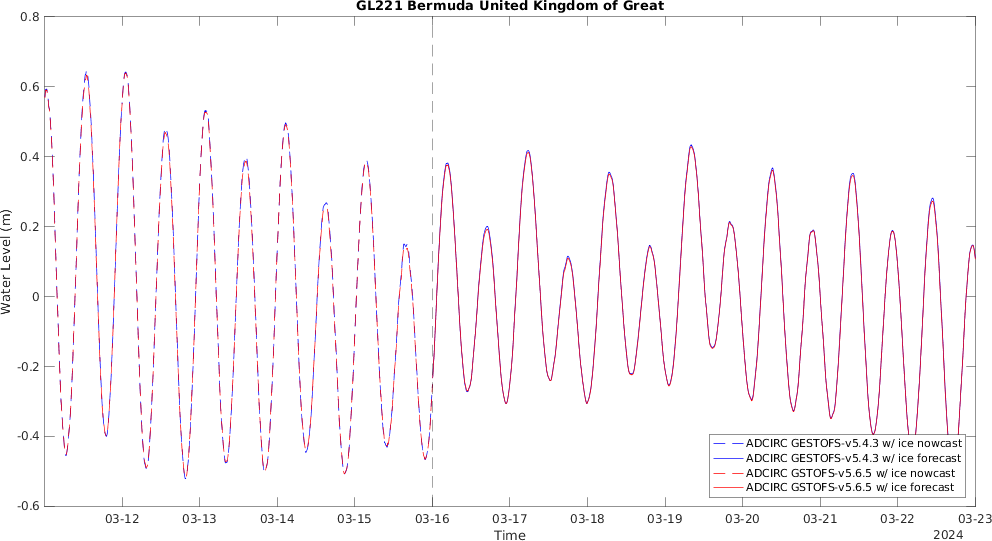 GL221 Bermuda United Kingdom of Great
0.8
0.6
0.4
0.2
0
-0.2
-0.4
-0.6
Water Level (m)
ADCIRC GESTOFS-v5.4.3 w/ ice nowcast
ADCIRC GESTOFS-v5.4.3 w/ ice forecast
ADCIRC GSTOFS-v5.6.5 w/ ice nowcast
ADCIRC GSTOFS-v5.6.5 w/ ice forecast
03-12 03-13 03-14 03-15 03-16 03-17 03-18 03-19 03-20 03-21 03-22 03-23
Time
2024